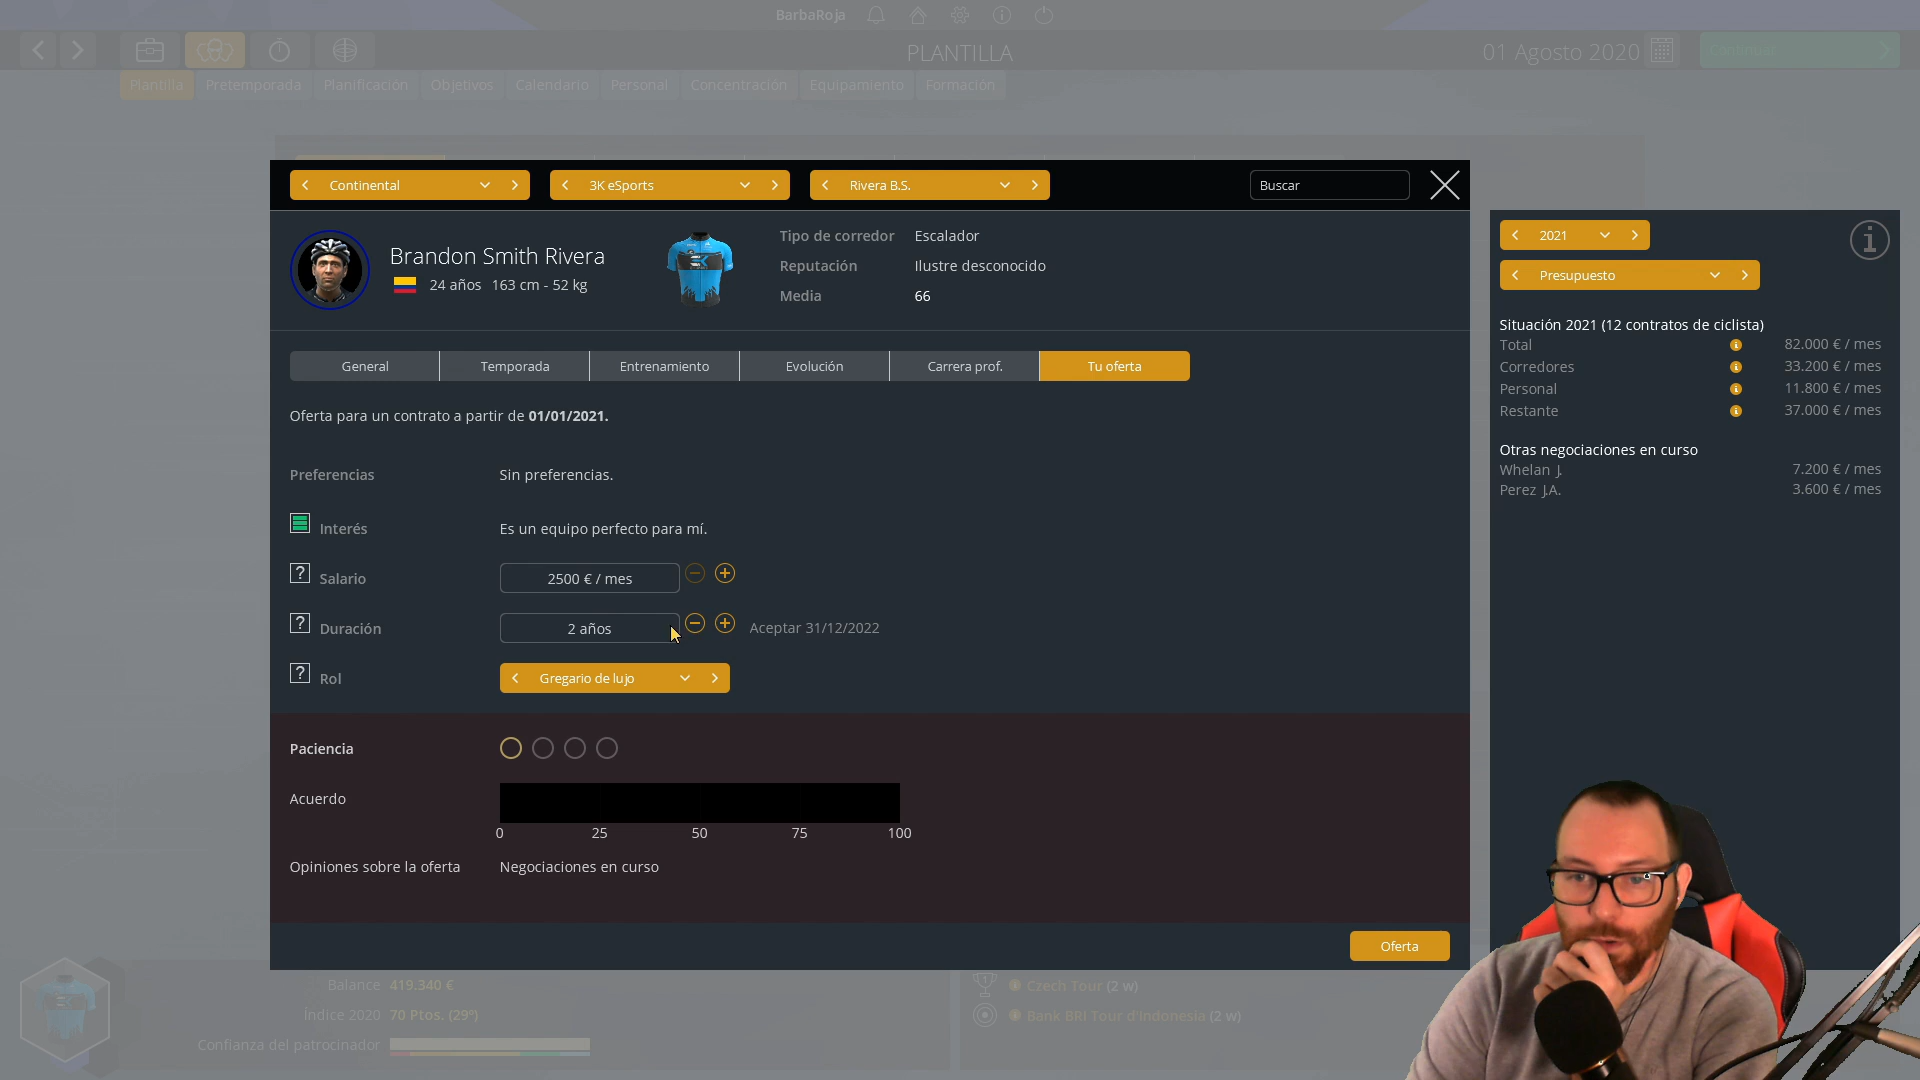 BarbaRoja
PLANTILLA
01 Agosto 2020
Continuar
Plantilla
Pretemporada
Planificación
Objetivos
Calendario
Personal
Concentración
Equipamiento
Formación
Continental
3K eSports
Rivera B.S.
Buscar
Brandon Smith Rivera
24 años 163 cm - 52 kg
Tipo de corredor Escalador
Reputación Ilustre desconocido
Media 66
General
Temporada
Entrenamiento
Evolución
Carrera prof.
Tu oferta
Oferta para un contrato a partir de 01/01/2021.
Preferencias Sin preferencias.
Interés Es un equipo perfecto para mí.
? Salario 2500 € / mes
? Duración 2 años Aceptar 31/12/2022
? Rol Gregario de lujo
Paciencia
Acuerdo
0 25 50 75 100
Opiniones sobre la oferta Negociaciones en curso
Oferta
2021
Presupuesto
Situación 2021 (12 contratos de ciclista)
Total 82.000 € / mes
Corredores 33.200 € / mes
Personal 11.800 € / mes
Restante 37.000 € / mes
Otras negociaciones en curso
Whelan J. 7.200 € / mes
Perez J.A. 3.600 € / mes
Balance 419.340 €
Índice 2020 70 Ptos. (29º)
Confianza del patrocinador
Czech Tour (2 w)
Bank BRI Tour d'Indonesia (2 w)